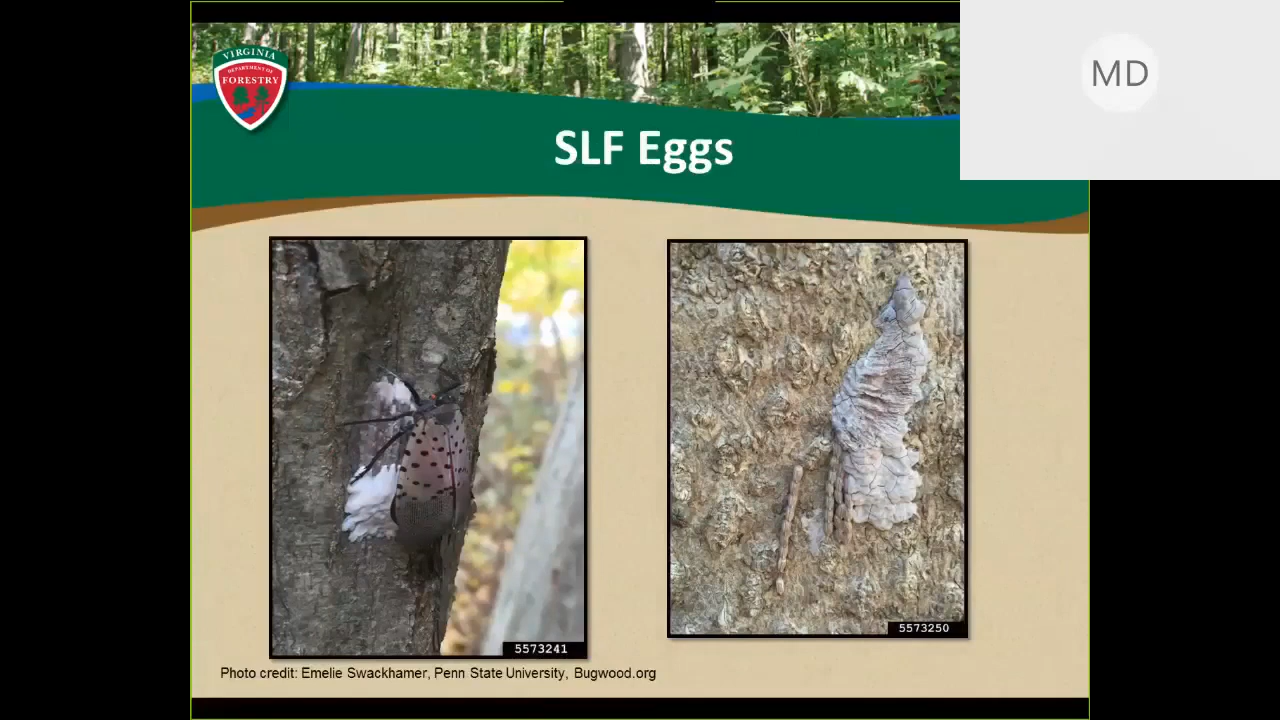 VIRGINIA
DEPARTMENT OF
FORESTRY
MD
SLF Eggs
5573241
5573250
Photo credit: Emelie Swackhamer, Penn State University, Bugwood.org